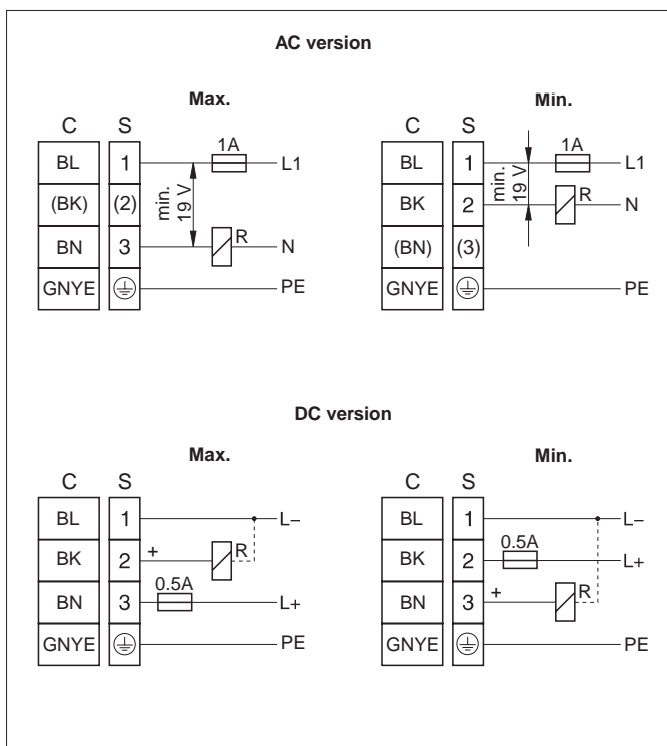 AC version
Max.
C S
BL 1 1A L1
(BK) (2) min. 19 V
BN 3 R N
GNYE PE
Min.
C S
BL 1 1A L1
BK 2 min. 19 V R N
(BN) (3)
GNYE PE
DC version
Max.
C S
BL 1 L–
BK 2 + R
BN 3 0.5A L+
GNYE PE
Min.
C S
BL 1 L–
BK 2 0.5A L+
BN 3 + R
GNYE PE